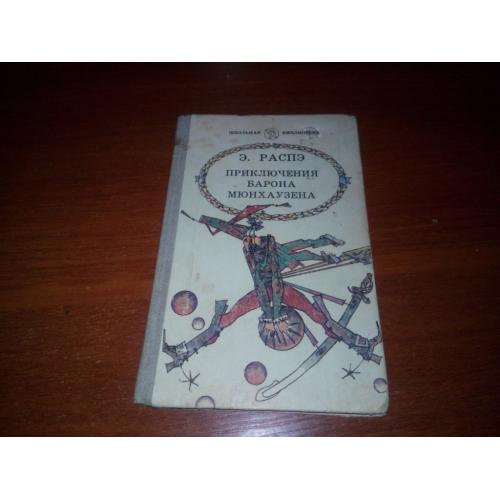 ШКОЛЬНАЯ БИБЛИОТЕКА
Э. РАСПЭ
ПРИКЛЮЧЕНИЯ
БАРОНА
МЮНХАУЗЕНА